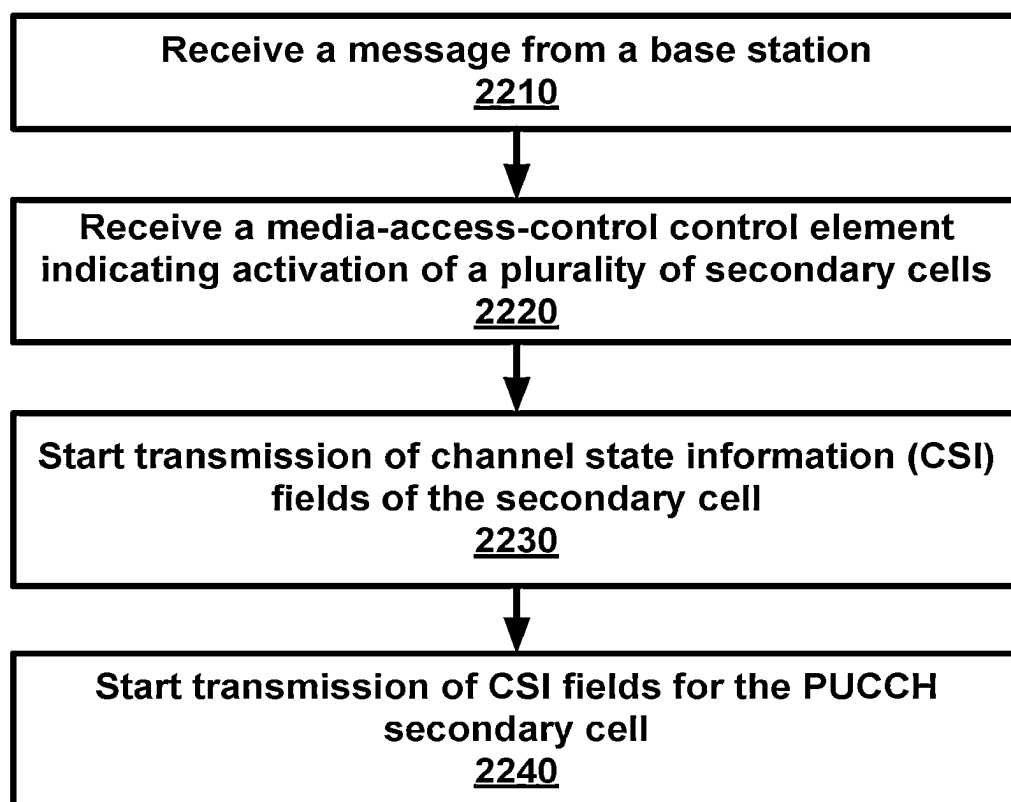 Receive a message from a base station
2210
Receive a media-access-control control element
indicating activation of a plurality of secondary cells
2220
Start transmission of channel state information (CSI)
fields of the secondary cell
2230
Start transmission of CSI fields for the PUCCH
secondary cell
2240